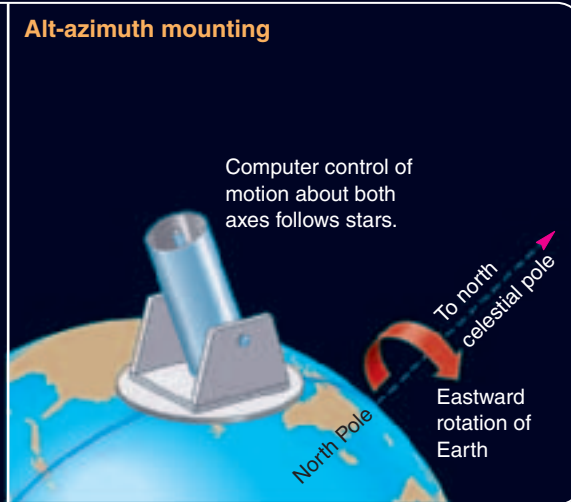 Alt-azimuth mounting
Computer control of
motion about both
axes follows stars.
To north
celestial pole
Eastward
rotation of
Earth
North Pole